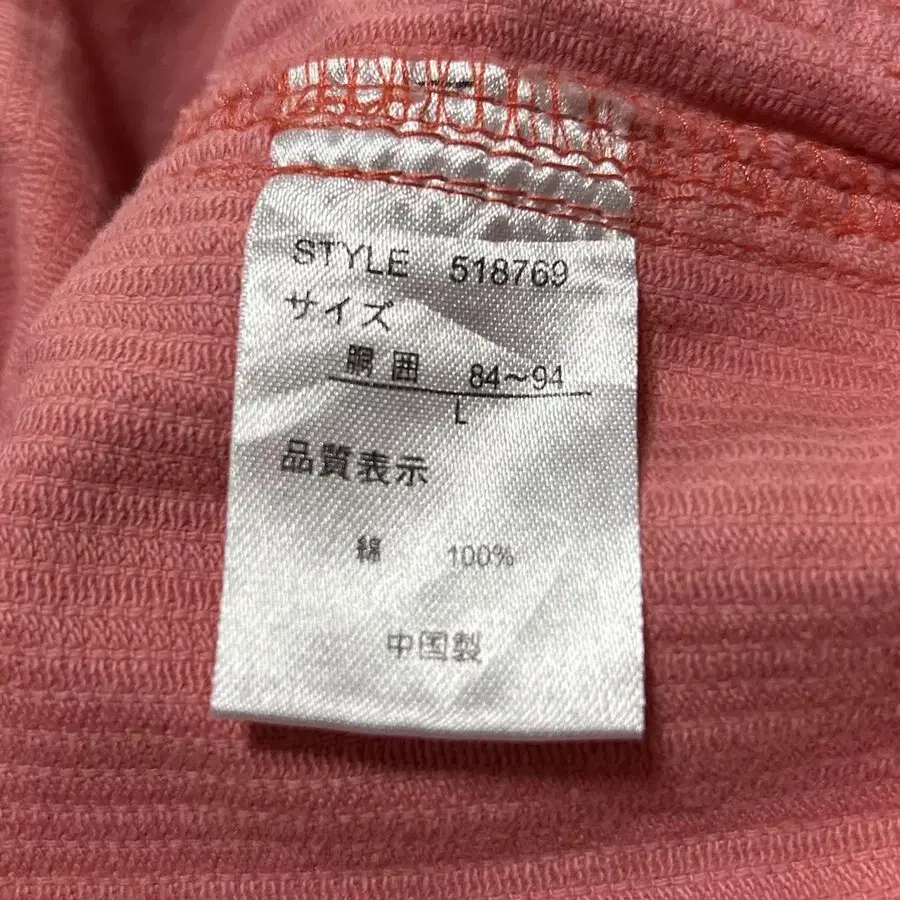 STYLE 518769
サイズ
胴囲 84～94
L
品質表示
綿 100%
中国製